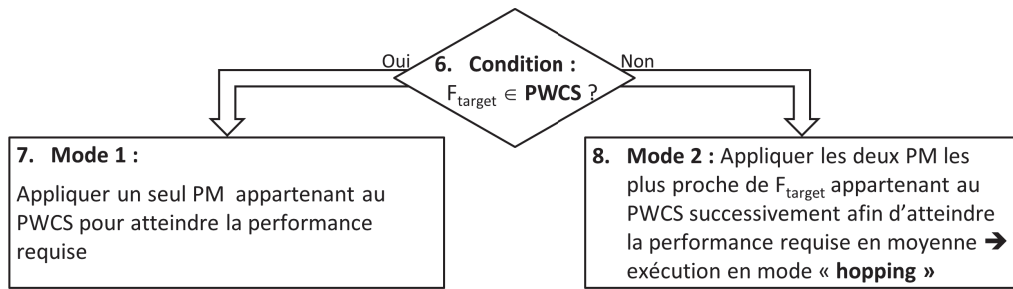 Oui
6. Condition :
Non
F_target ∈ PWCS ?
7. Mode 1 :
Appliquer un seul PM appartenant au
PWCS pour atteindre la performance
requise
8. Mode 2 : Appliquer les deux PM les
plus proche de F_target appartenant au
PWCS successivement afin d’atteindre
la performance requise en moyenne ➔
exécution en mode « hopping »